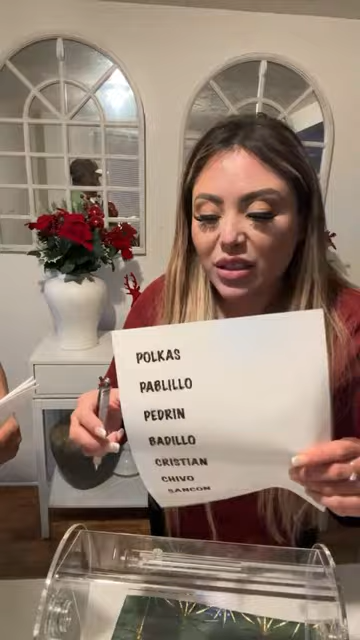 POLKAS
PABLILLO
PEDRIN
BADILLO
CRISTIAN
CHIVO
SANCON